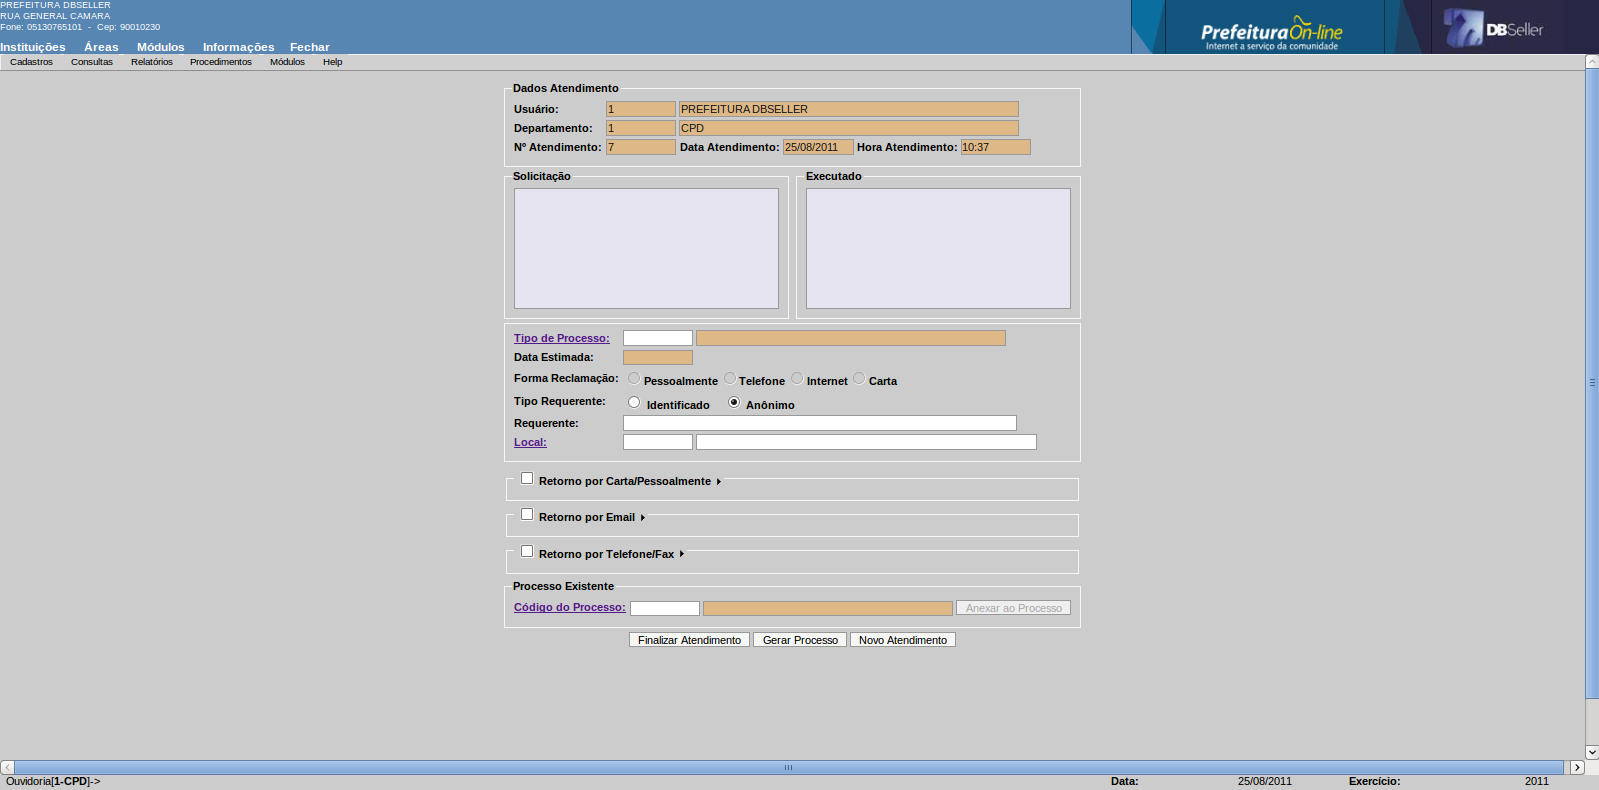 PREFEITURA DBSELLER
RUA GENERAL CAMARA
Fone: 05130765101 - Cep: 90010230
Instituições Áreas Módulos Informações Fechar
PrefeituraOn-line
Internet a serviço da comunidade
DBSeller
Cadastros Consultas Relatórios Procedimentos Módulos Help
Dados Atendimento
Usuário: 1 PREFEITURA DBSELLER
Departamento: 1 CPD
Nº Atendimento: 7 Data Atendimento: 25/08/2011 Hora Atendimento: 10:37
Solicitação Executado
Tipo de Processo:
Data Estimada:
Forma Reclamação: Pessoalmente Telefone Internet Carta
Tipo Requerente: Identificado Anônimo
Requerente:
Local:
Retorno por Carta/Pessoalmente
Retorno por Email
Retorno por Telefone/Fax
Processo Existente
Código do Processo: Anexar ao Processo
Finalizar Atendimento Gerar Processo Novo Atendimento
Ouvidoria[1-CPD]-> Data: 25/08/2011 Exercício: 2011